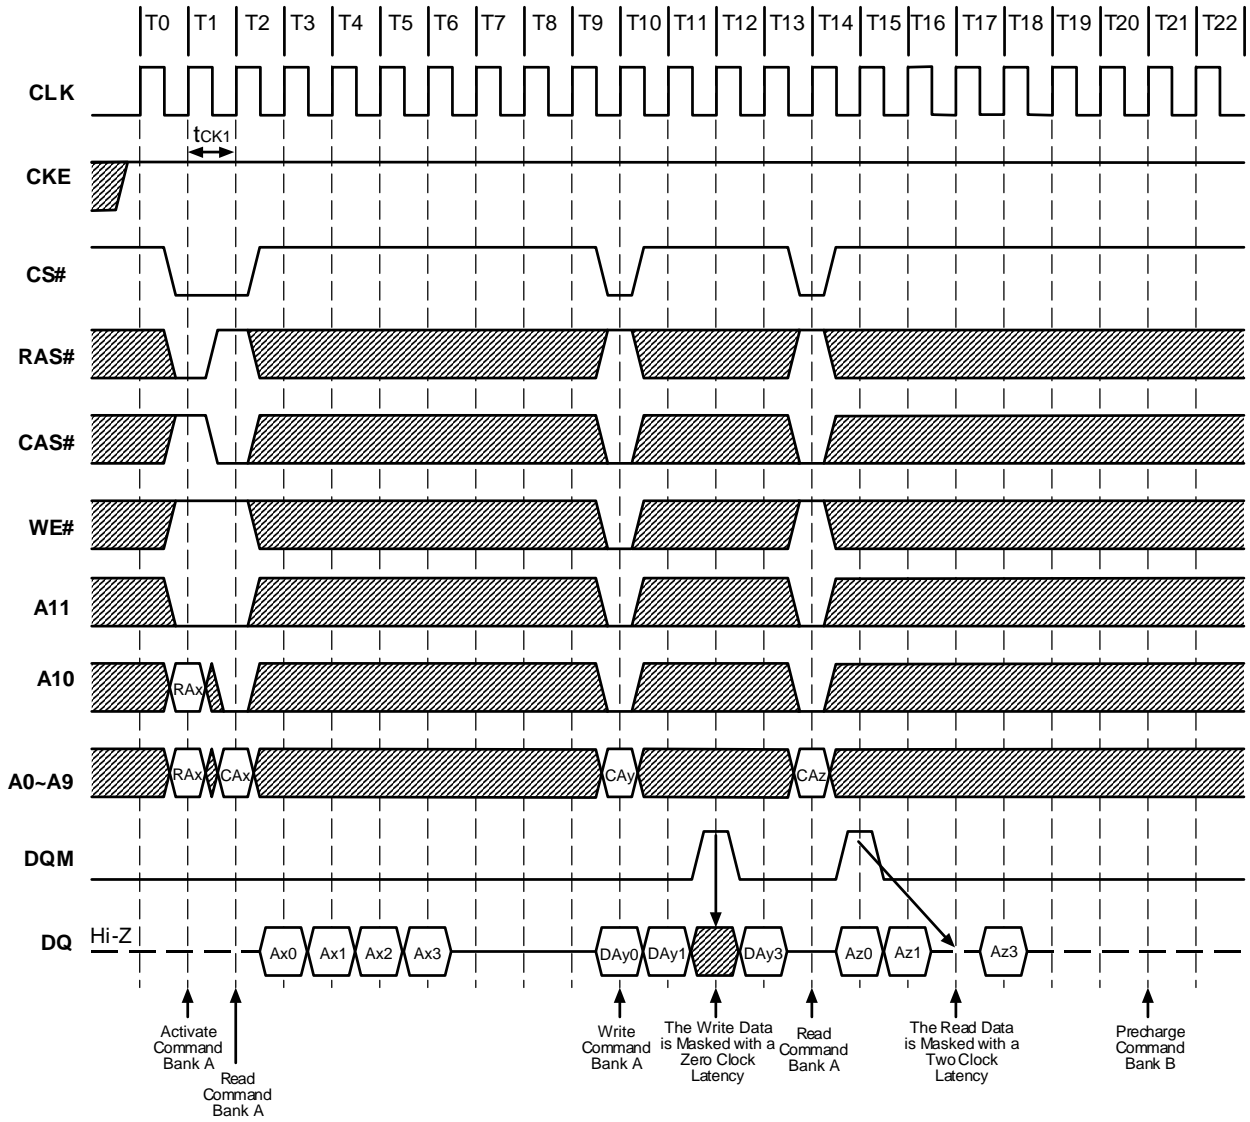 T0 T1 T2 T3 T4 T5 T6 T7 T8 T9 T10 T11 T12 T13 T14 T15 T16 T17 T18 T19 T20 T21 T22
CLK
tCK1
CKE
CS#
RAS#
CAS#
WE#
A11
A10
RAx
A0~A9
RAx CAx CAy CAz
DQM
DQ
Hi-Z
Ax0 Ax1 Ax2 Ax3 DAy0 DAy1 DAy3 Az0 Az1 Az3
Activate
Command
Bank A
Read
Command
Bank A
Write
Command
Bank A
The Write Data
is Masked with a
Zero Clock
Latency
Read
Command
Bank A
The Read Data
is Masked with a
Two Clock
Latency
Precharge
Command
Bank B